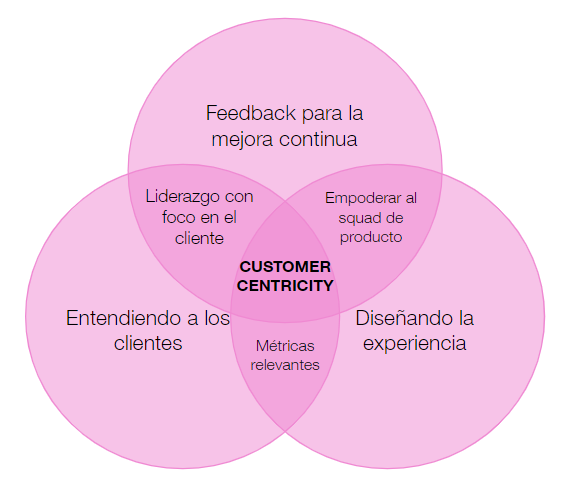 Feedback para la
mejora continua
Liderazgo con
foco en el
cliente
Empoderar al
squad de
producto
CUSTOMER
CENTRICITY
Entendiendo a los
clientes
Métricas
relevantes
Diseñando la
experiencia